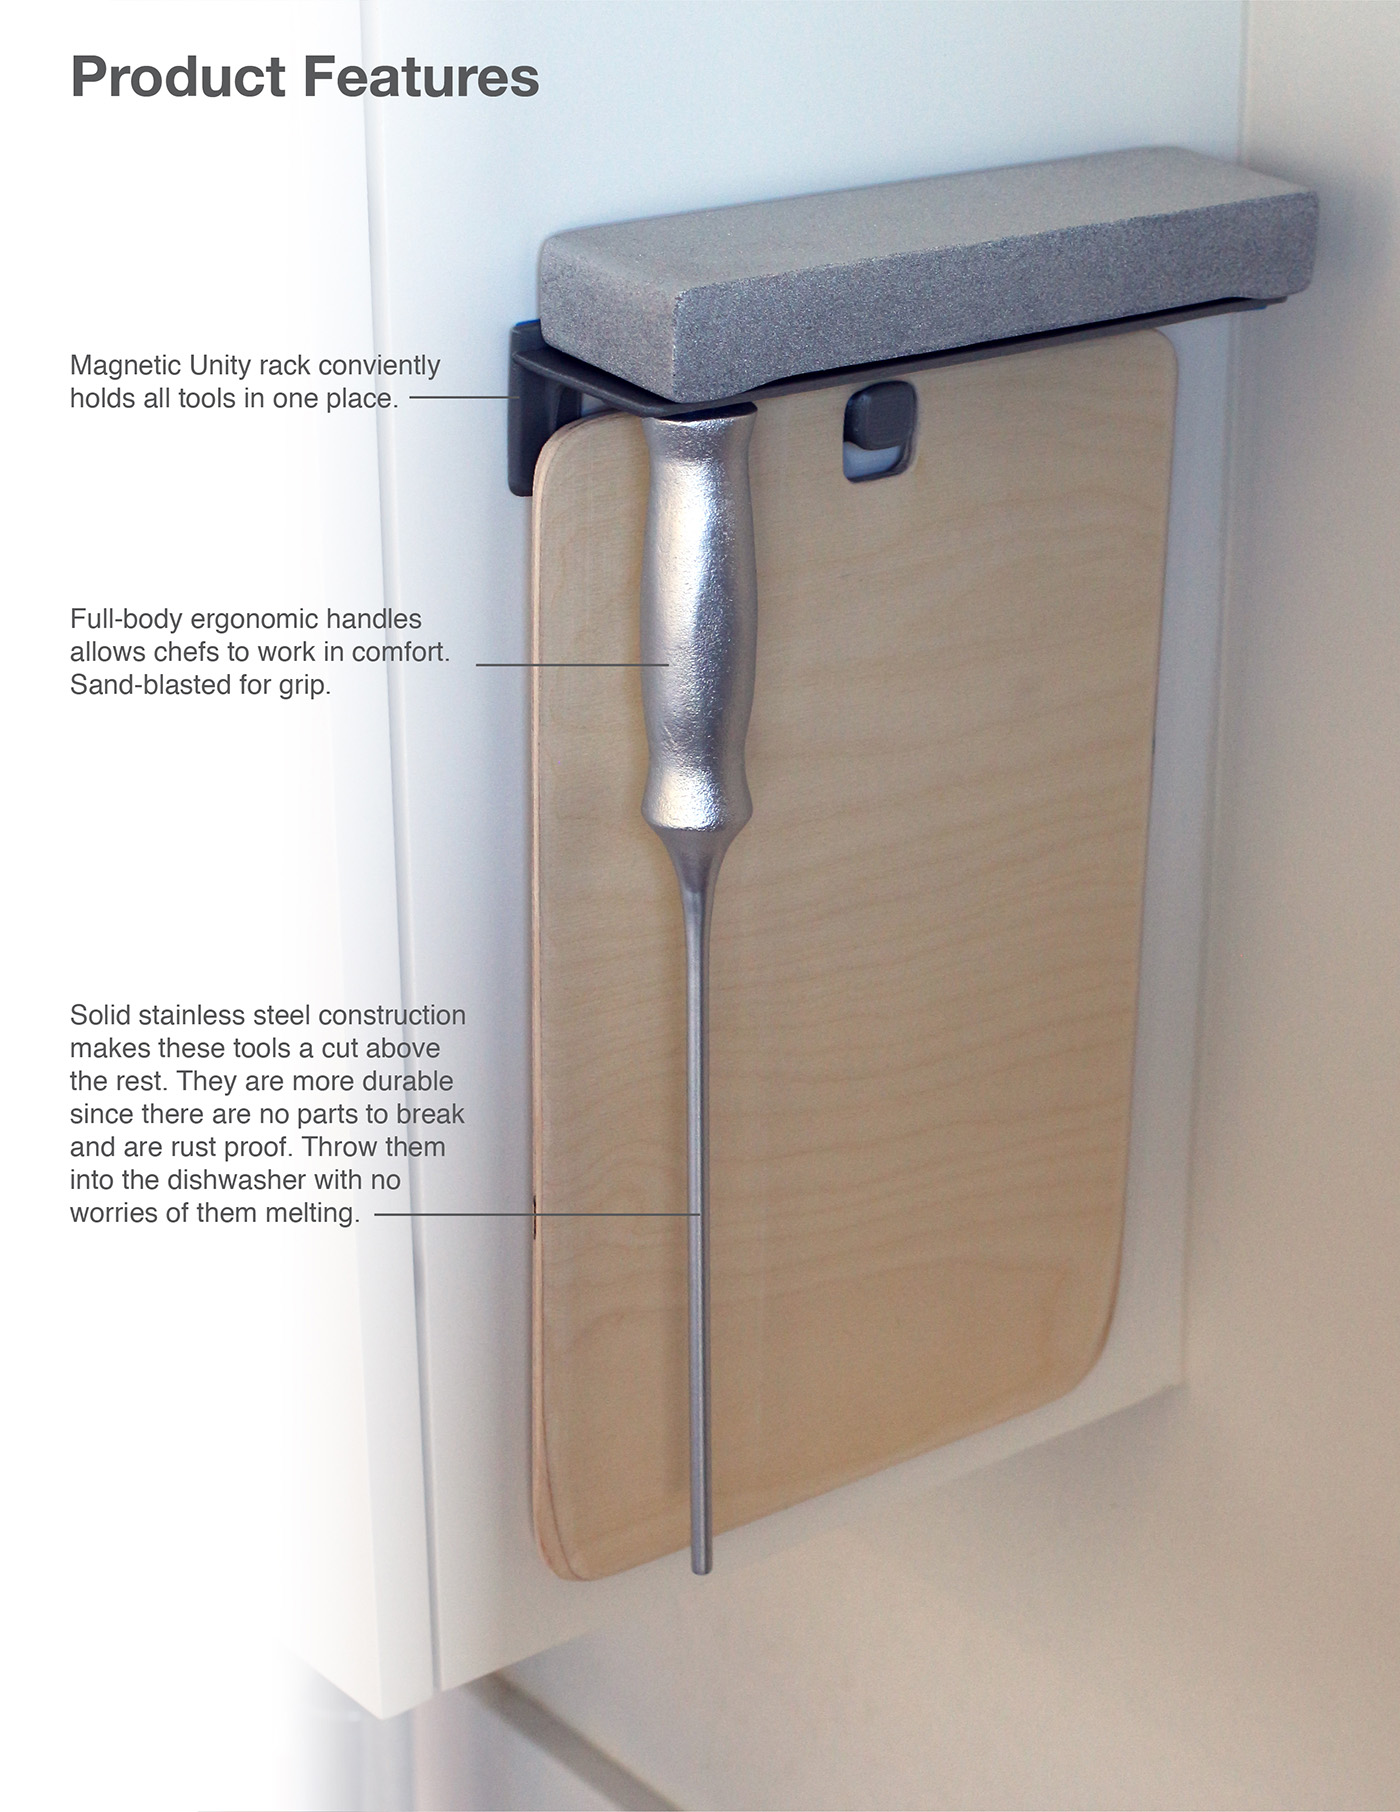 Product Features
Magnetic Unity rack conviently
holds all tools in one place.
Full-body ergonomic handles
allows chefs to work in comfort.
Sand-blasted for grip.
Solid stainless steel construction
makes these tools a cut above
the rest. They are more durable
since there are no parts to break
and are rust proof. Throw them
into the dishwasher with no
worries of them melting.